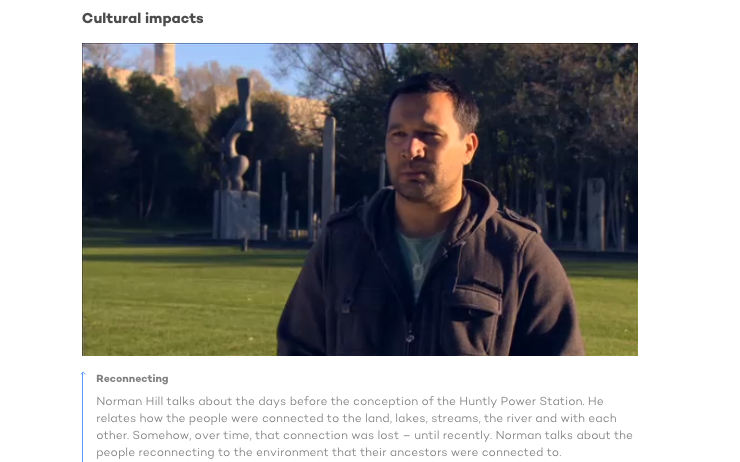 Cultural impacts
Reconnecting
Norman Hill talks about the days before the conception of the Huntly Power Station. He
relates how the people were connected to the land, lakes, streams, the river and with each
other. Somehow, over time, that connection was lost – until recently. Norman talks about the
people reconnecting to the environment that their ancestors were connected to.